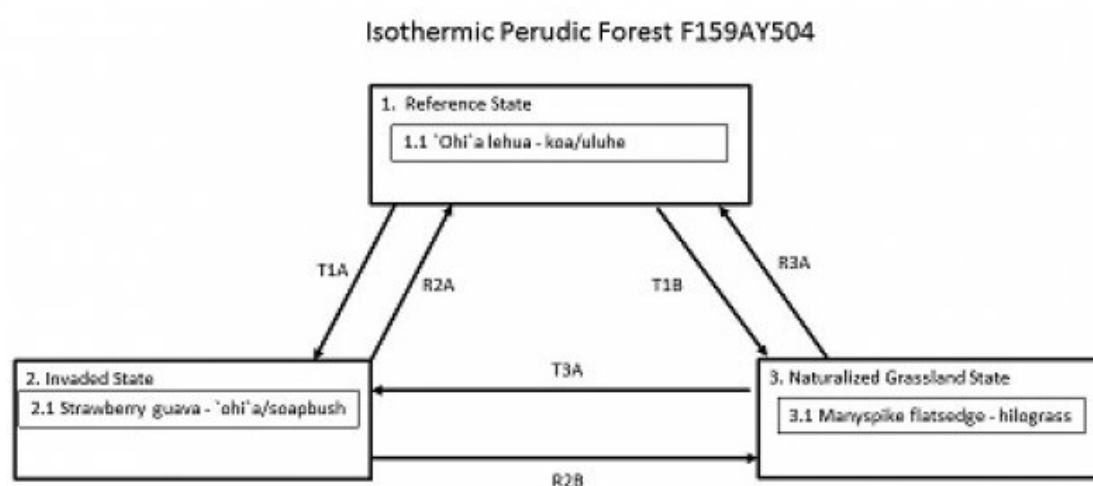 Isothermic Perudic Forest F159AY504
1. Reference State
1.1 `Ohi`a lehua - koa/uluhe
T1A
R2A
T1B
R3A
2. Invaded State
2.1 Strawberry guava - `ohi`a/soapbush
T3A
3. Naturalized Grassland State
3.1 Manyspike flatsedge - hilograss
R2B